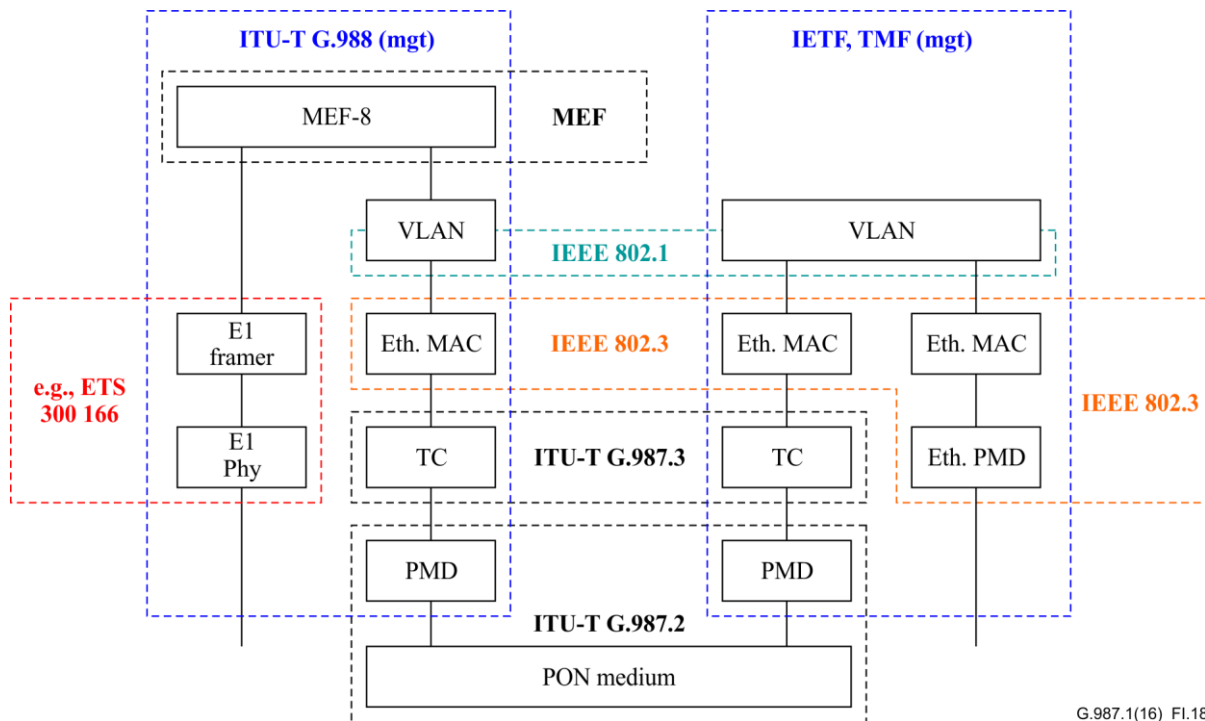 ITU-T G.988 (mgt)
IETF, TMF (mgt)
MEF-8
MEF
VLAN
VLAN
IEEE 802.1
E1
framer
Eth. MAC
IEEE 802.3
Eth. MAC
Eth. MAC
e.g., ETS
300 166
IEEE 802.3
E1
Phy
TC
ITU-T G.987.3
TC
Eth. PMD
PMD
PMD
ITU-T G.987.2
PON medium
G.987.1(16)_FI.18